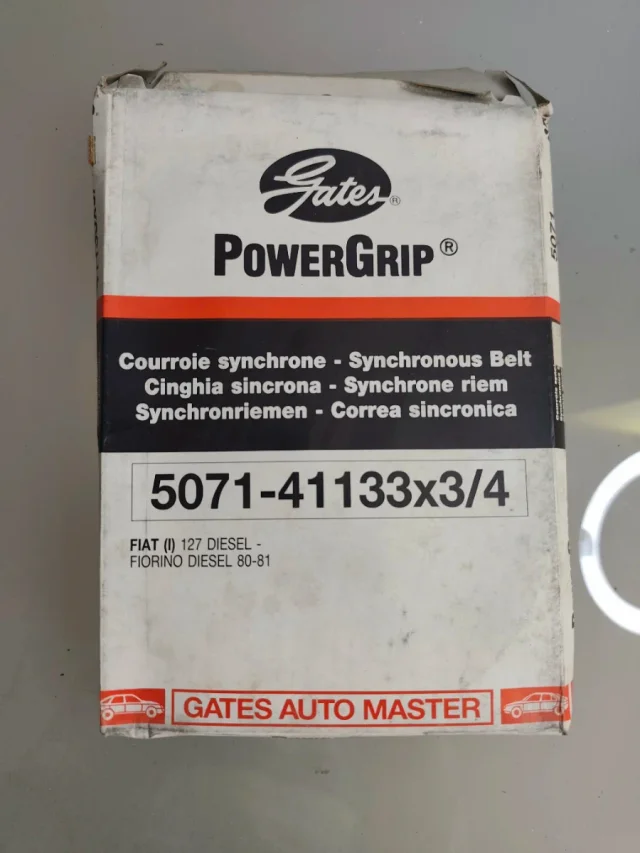 Gates®
POWERGRIP®
Courroie synchrone - Synchronous Belt
Cinghia sincrona - Synchrone riem
Synchronriemen - Correa sincronica
5071-41133x3/4
FIAT (I) 127 DIESEL -
FIORINO DIESEL 80-81
GATES AUTO MASTER
5071